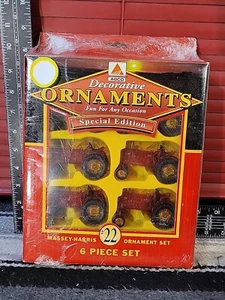 AGCO
Decorative
ORNAMENTS
Fun For Any Occasion
Special Edition
MASSEY-HARRIS 22 ORNAMENT SET
6 PIECE SET